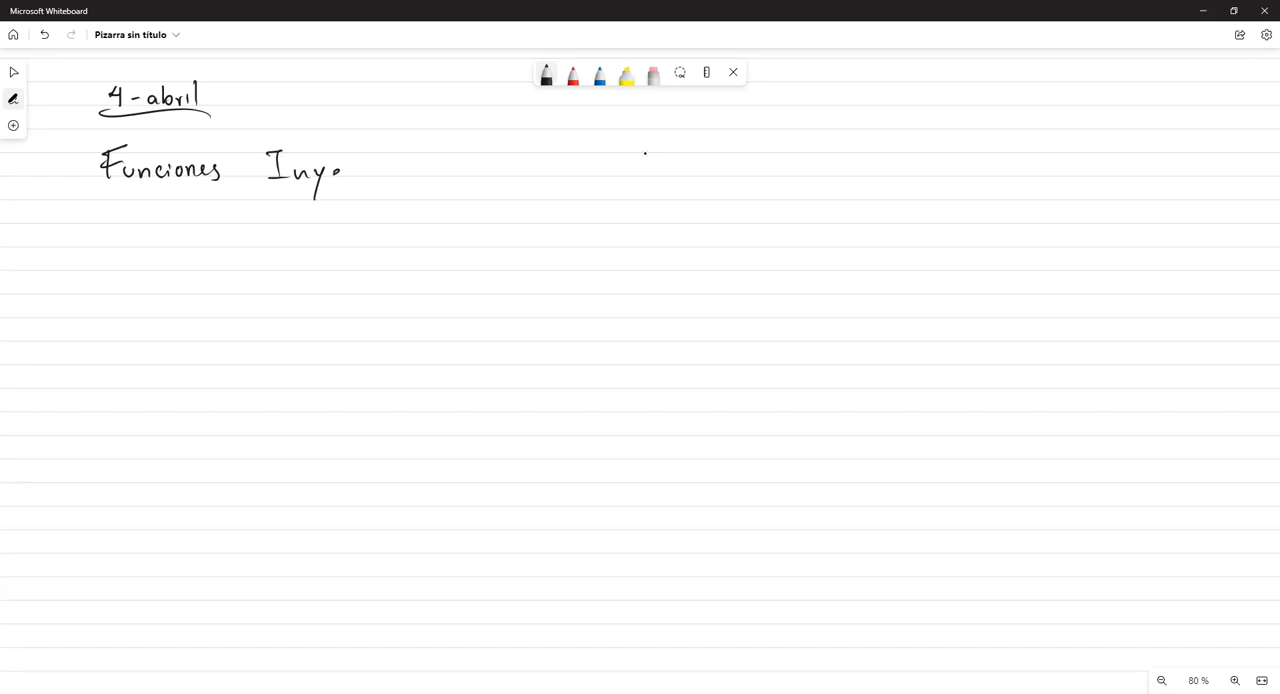 Microsoft Whiteboard
Pizarra sin título
4-abril
Funciones Iny.
80 %